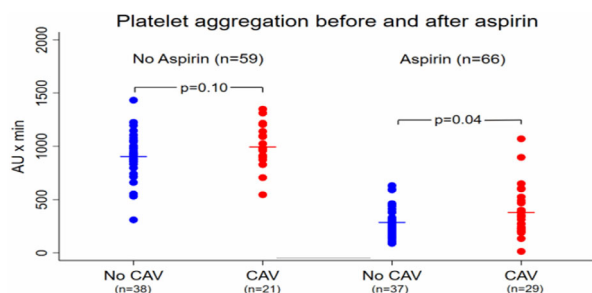 Platelet aggregation before and after aspirin
No Aspirin (n=59)
Aspirin (n=66)
p=0.10
p=0.04
AU x min
2000
1500
1000
500
0
No CAV
(n=38)
CAV
(n=21)
No CAV
(n=37)
CAV
(n=29)